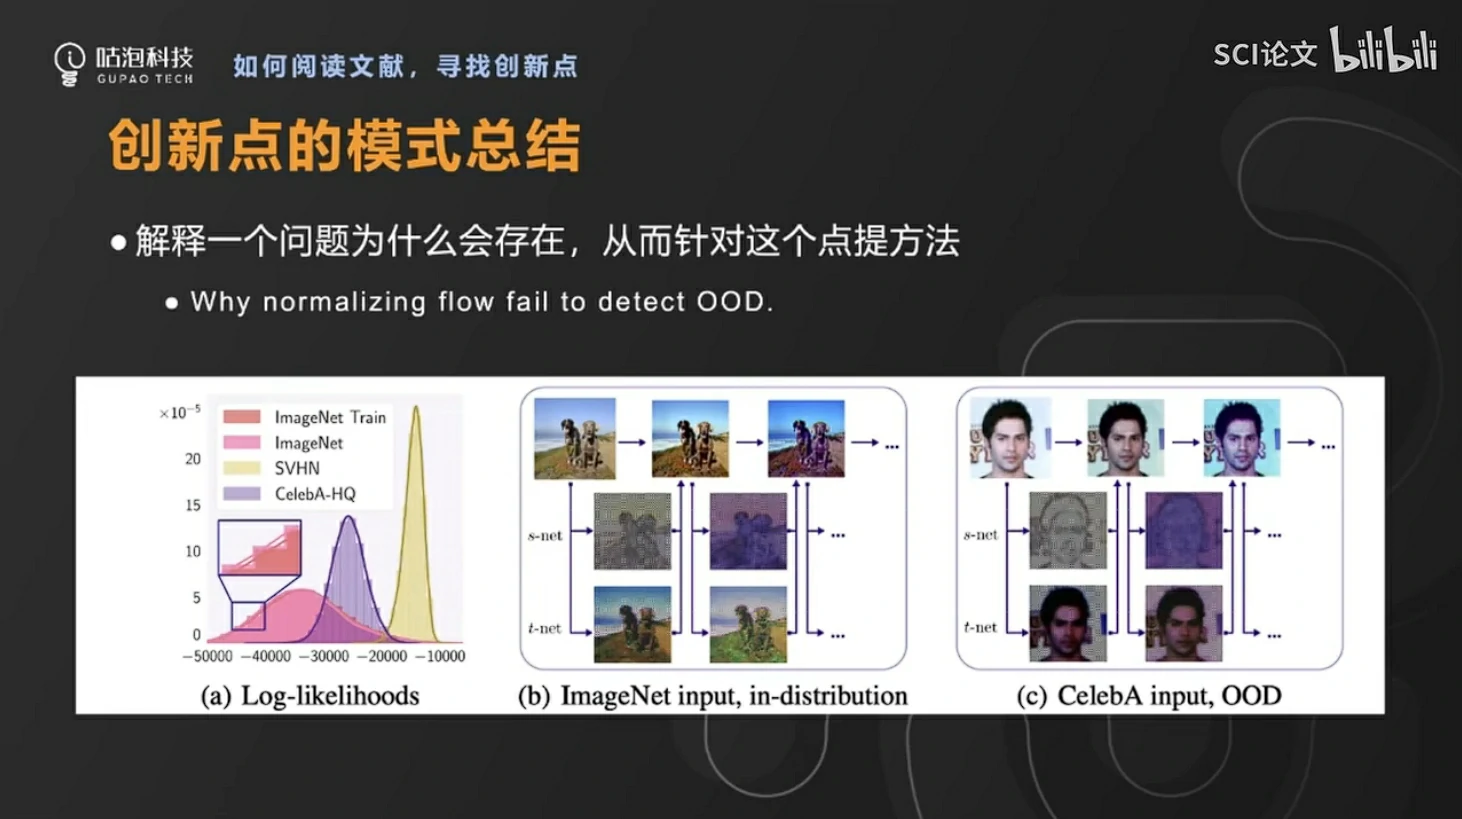 咕泡科技
GUPAO TECH
如何阅读文献，寻找创新点
SCI论文 bilibili
创新点的模式总结
● 解释一个问题为什么会存在，从而针对这个点提方法
● Why normalizing flow fail to detect OOD.
×10⁻⁵
20
15
10
5
0
ImageNet Train
ImageNet
SVHN
CelebA-HQ
−50000 −40000 −30000 −20000 −10000
(a) Log-likelihoods
...
s-net
...
t-net
...
(b) ImageNet input, in-distribution
...
s-net
...
t-net
...
(c) CelebA input, OOD